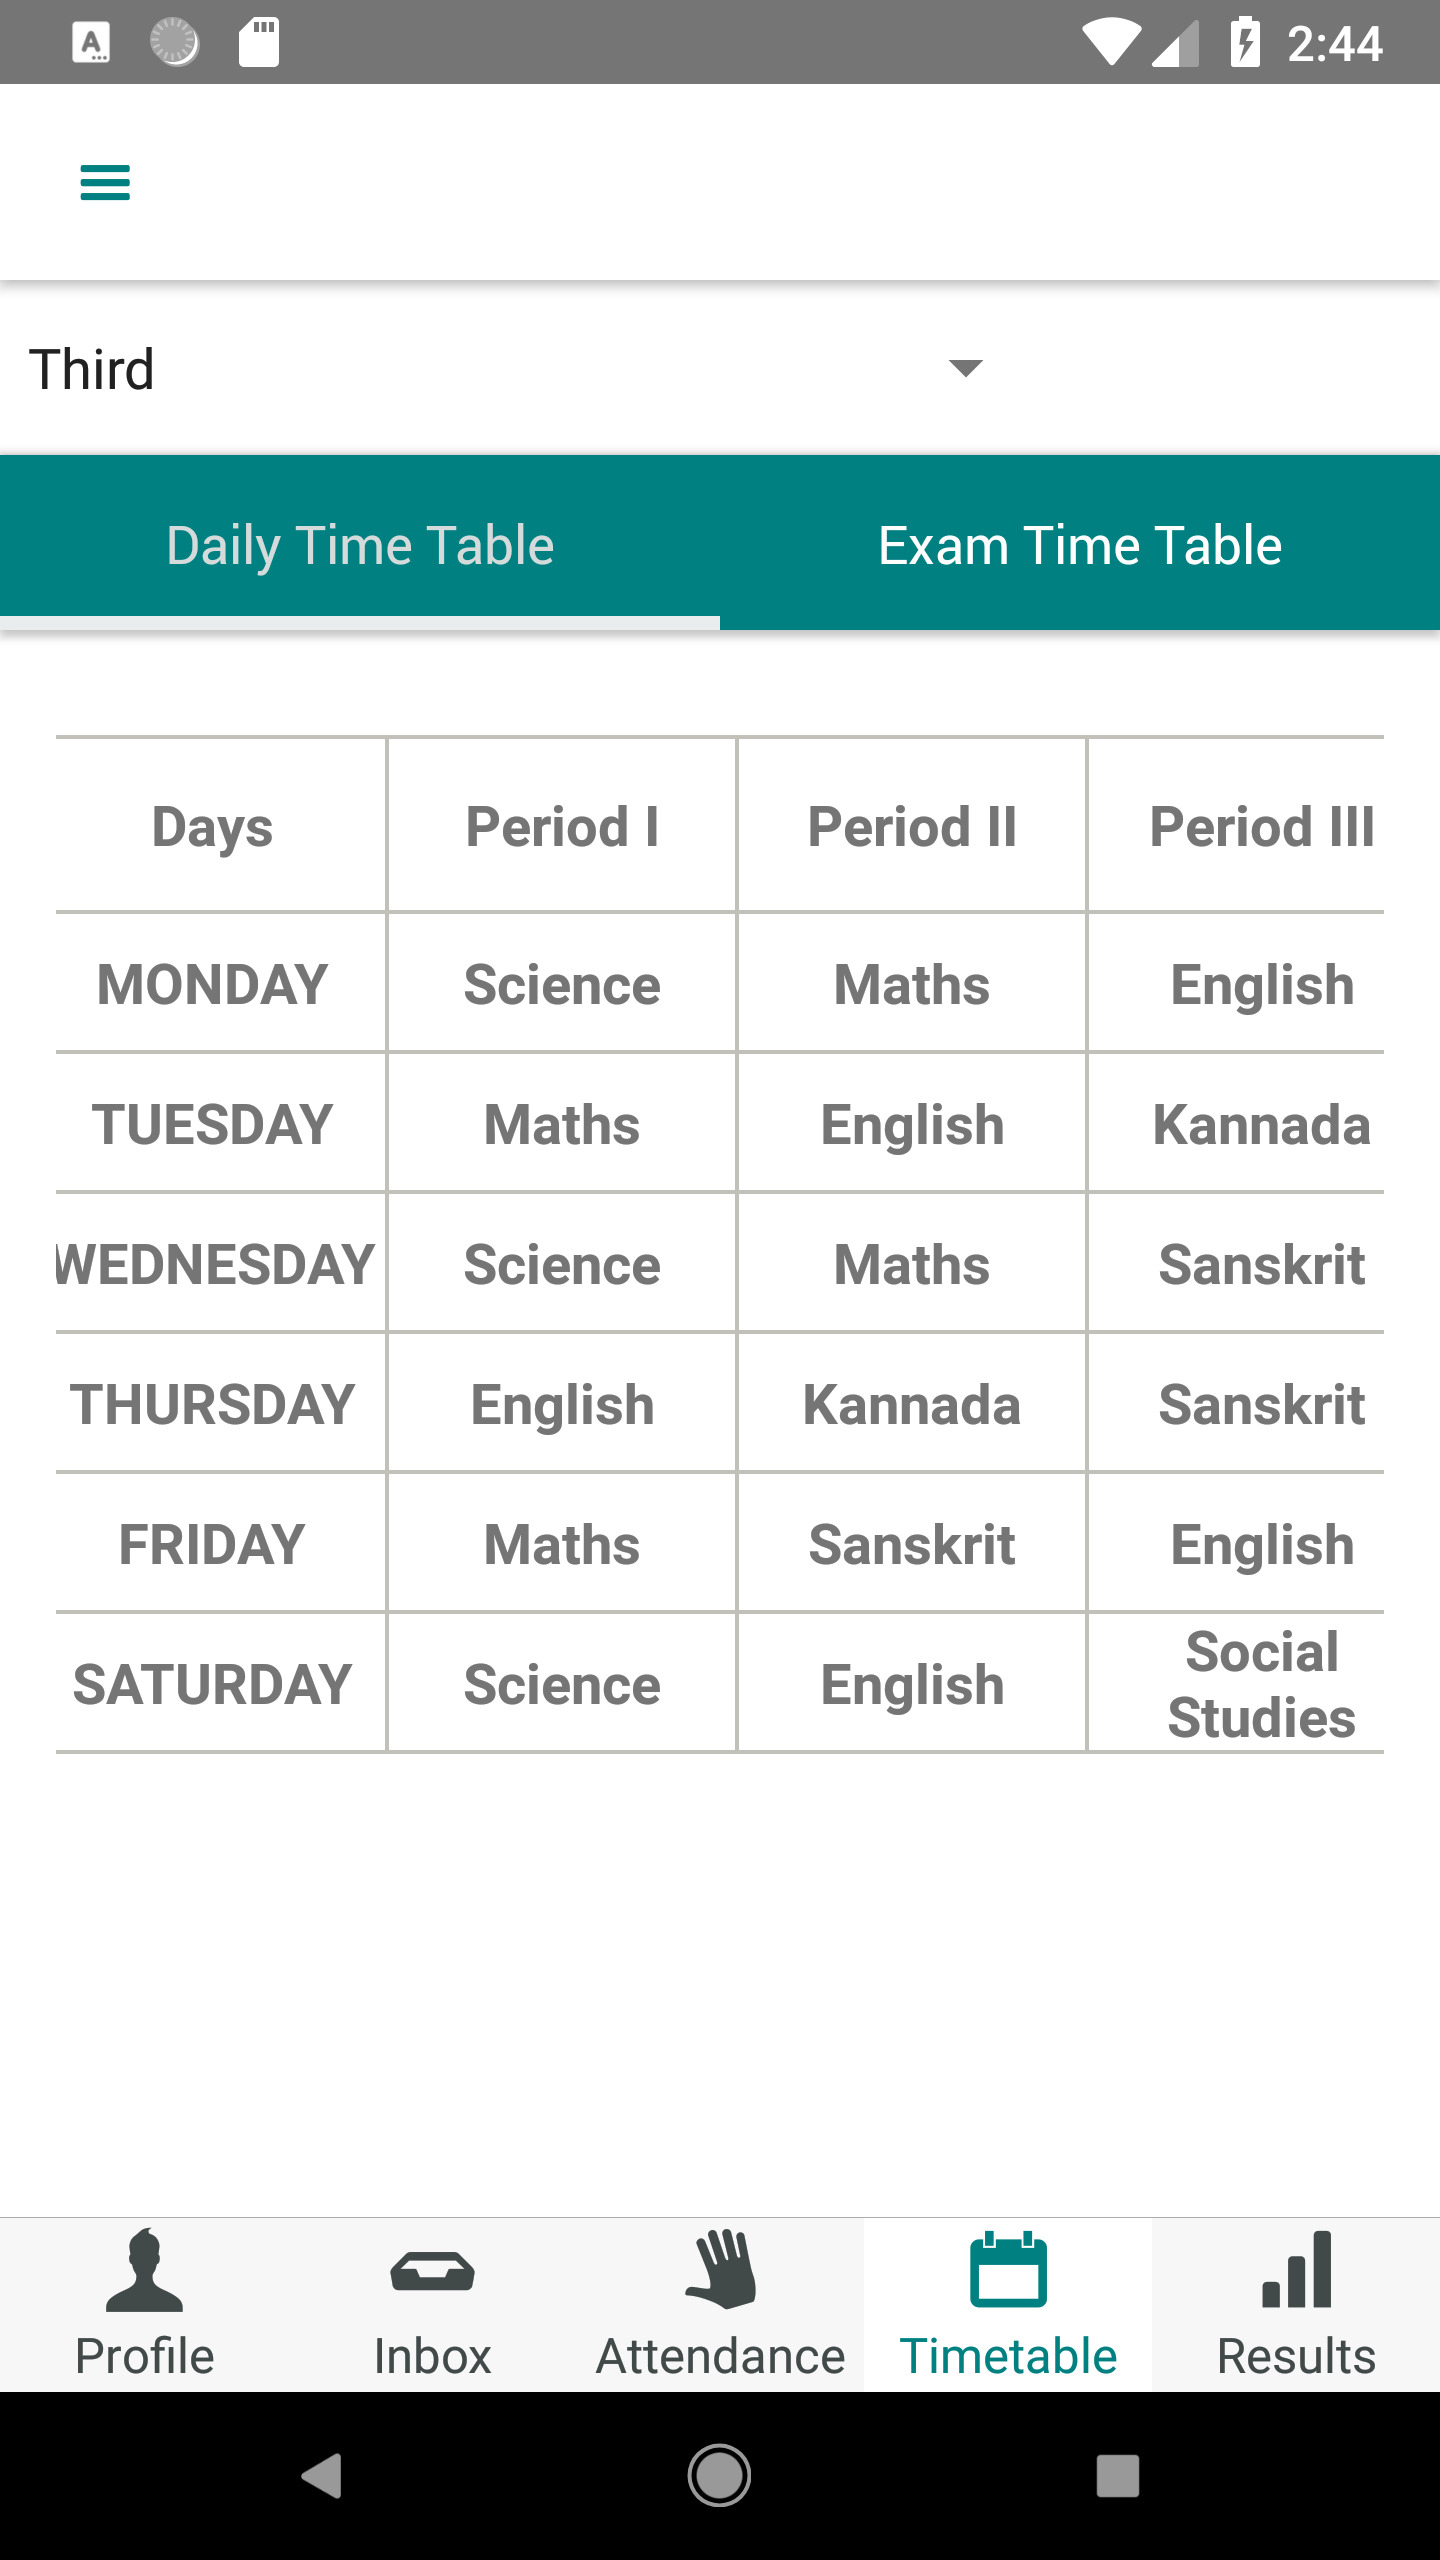 2:44
Third
Daily Time Table Exam Time Table
Days Period I Period II Period III
MONDAY Science Maths English
TUESDAY Maths English Kannada
WEDNESDAY Science Maths Sanskrit
THURSDAY English Kannada Sanskrit
FRIDAY Maths Sanskrit English
SATURDAY Science English Social Studies
Profile Inbox Attendance Timetable Results